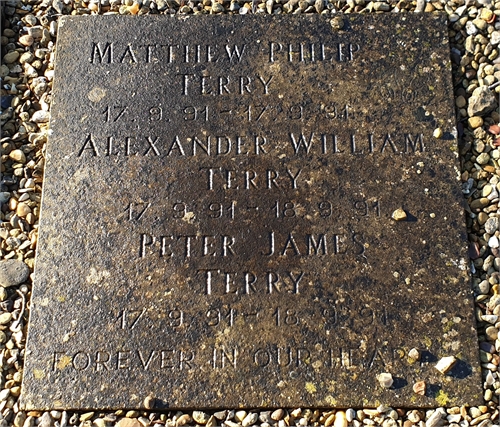 MATTHEW PHILIP
TERRY
17. 9. 91 - 17. 9. 91
ALEXANDER WILLIAM
TERRY
17. 9. 91 - 18. 9. 91
PETER JAMES
TERRY
17. 9. 91 - 18. 9. 91
FOREVER IN OUR